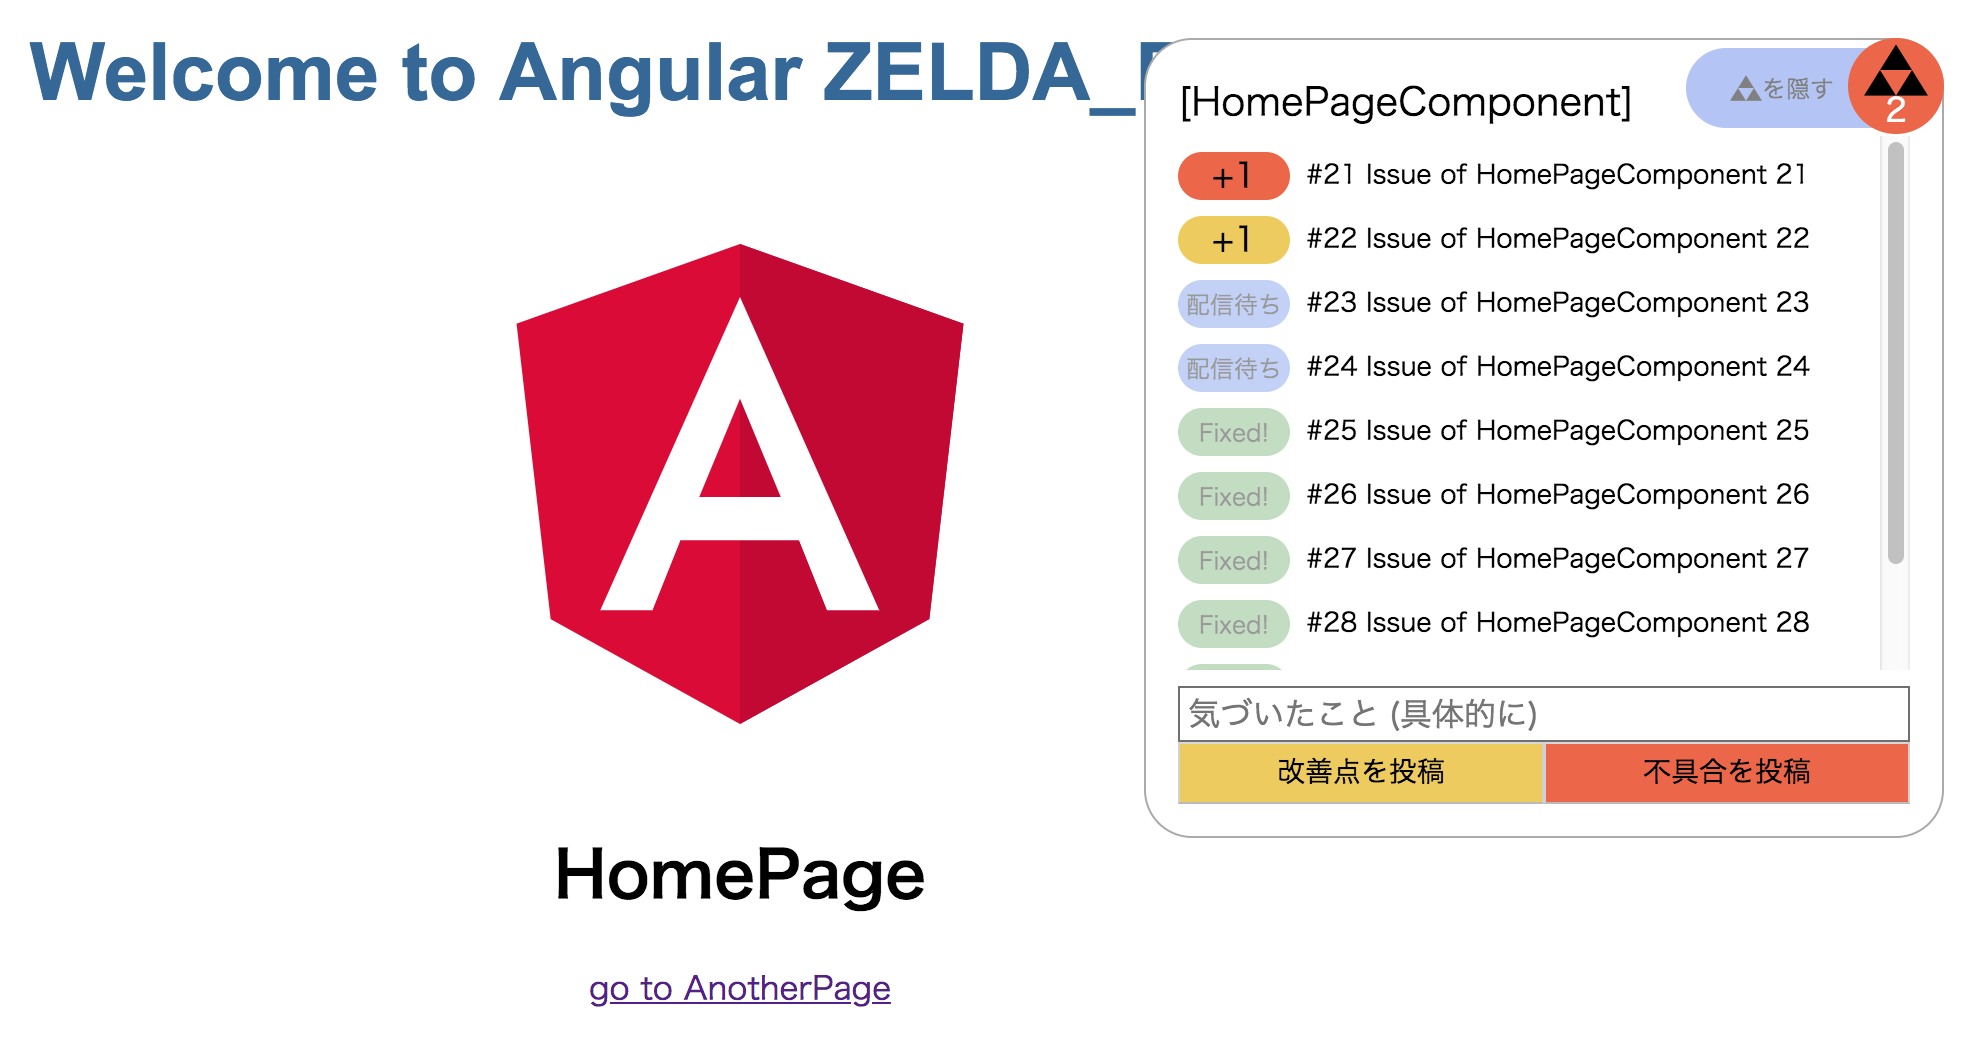 Welcome to Angular ZELDA_
[HomePageComponent]
を隠す
2
+1 #21 Issue of HomePageComponent 21
+1 #22 Issue of HomePageComponent 22
配信待ち #23 Issue of HomePageComponent 23
配信待ち #24 Issue of HomePageComponent 24
Fixed! #25 Issue of HomePageComponent 25
Fixed! #26 Issue of HomePageComponent 26
Fixed! #27 Issue of HomePageComponent 27
Fixed! #28 Issue of HomePageComponent 28
気づいたこと (具体的に)
改善点を投稿 不具合を投稿
HomePage
go to AnotherPage